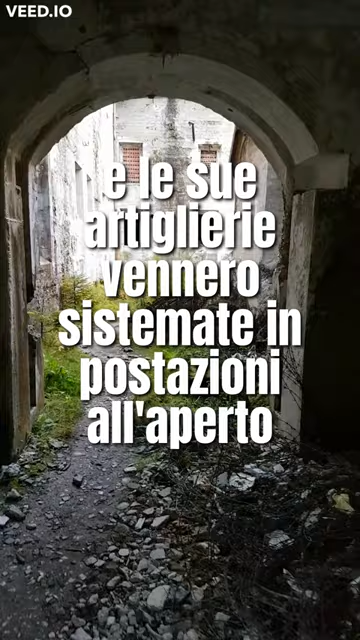 VEED.IO
e le sue
artiglierie
vennero
sistemate in
postazioni
all'aperto